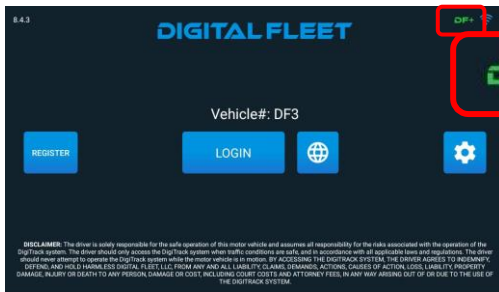 8.4.3
DIGITAL FLEET
DF+
Vehicle#: DF3
REGISTER
LOGIN
DISCLAIMER: The driver is solely responsible for the safe operation of this motor vehicle and assumes all responsibility for the risks associated with the operation of the
DigiTrack system. The driver should only access the DigiTrack system when traffic conditions are safe, and in accordance with all applicable laws and regulations. The driver
should never attempt to operate the DigiTrack system while the motor vehicle is in motion. BY ACCESSING THE DIGITRACK SYSTEM, THE DRIVER AGREES TO INDEMNIFY,
DEFEND, AND HOLD HARMLESS DIGITAL FLEET, LLC, FROM ANY AND ALL LIABILITY, CLAIMS, DEMANDS, ACTIONS, CAUSES OF ACTION, LOSS, LIABILITY, PROPERTY
DAMAGE, INJURY OR DEATH TO ANY PERSON, DAMAGE OR COST, INCLUDING COURT COSTS AND ATTORNEY FEES, IN ANY WAY ARISING OUT OF OR DUE TO THE USE OF
THE DIGITRACK SYSTEM.